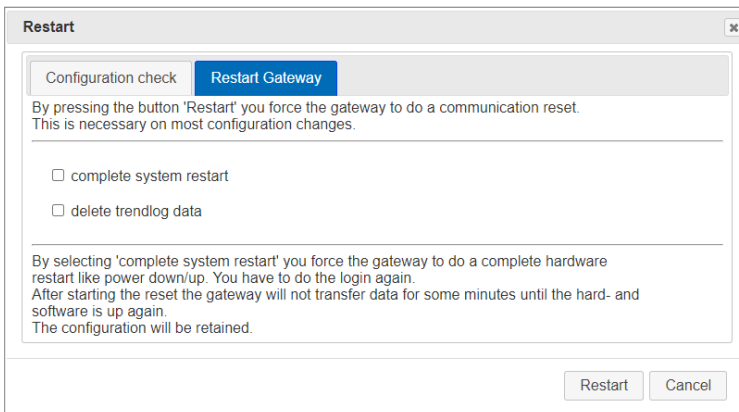 Restart
Configuration check
Restart Gateway
By pressing the button 'Restart' you force the gateway to do a communication reset.
This is necessary on most configuration changes.
complete system restart
delete trendlog data
By selecting 'complete system restart' you force the gateway to do a complete hardware
restart like power down/up. You have to do the login again.
After starting the reset the gateway will not transfer data for some minutes until the hard- and
software is up again.
The configuration will be retained.
Restart
Cancel